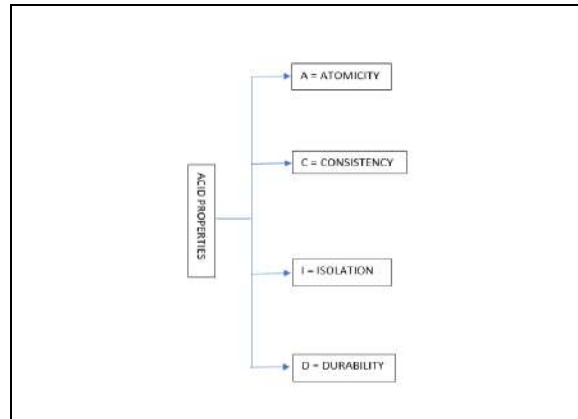 A = ATOMICITY
C = CONSISTENCY
ACID PROPERTIES
I = ISOLATION
D = DURABILITY